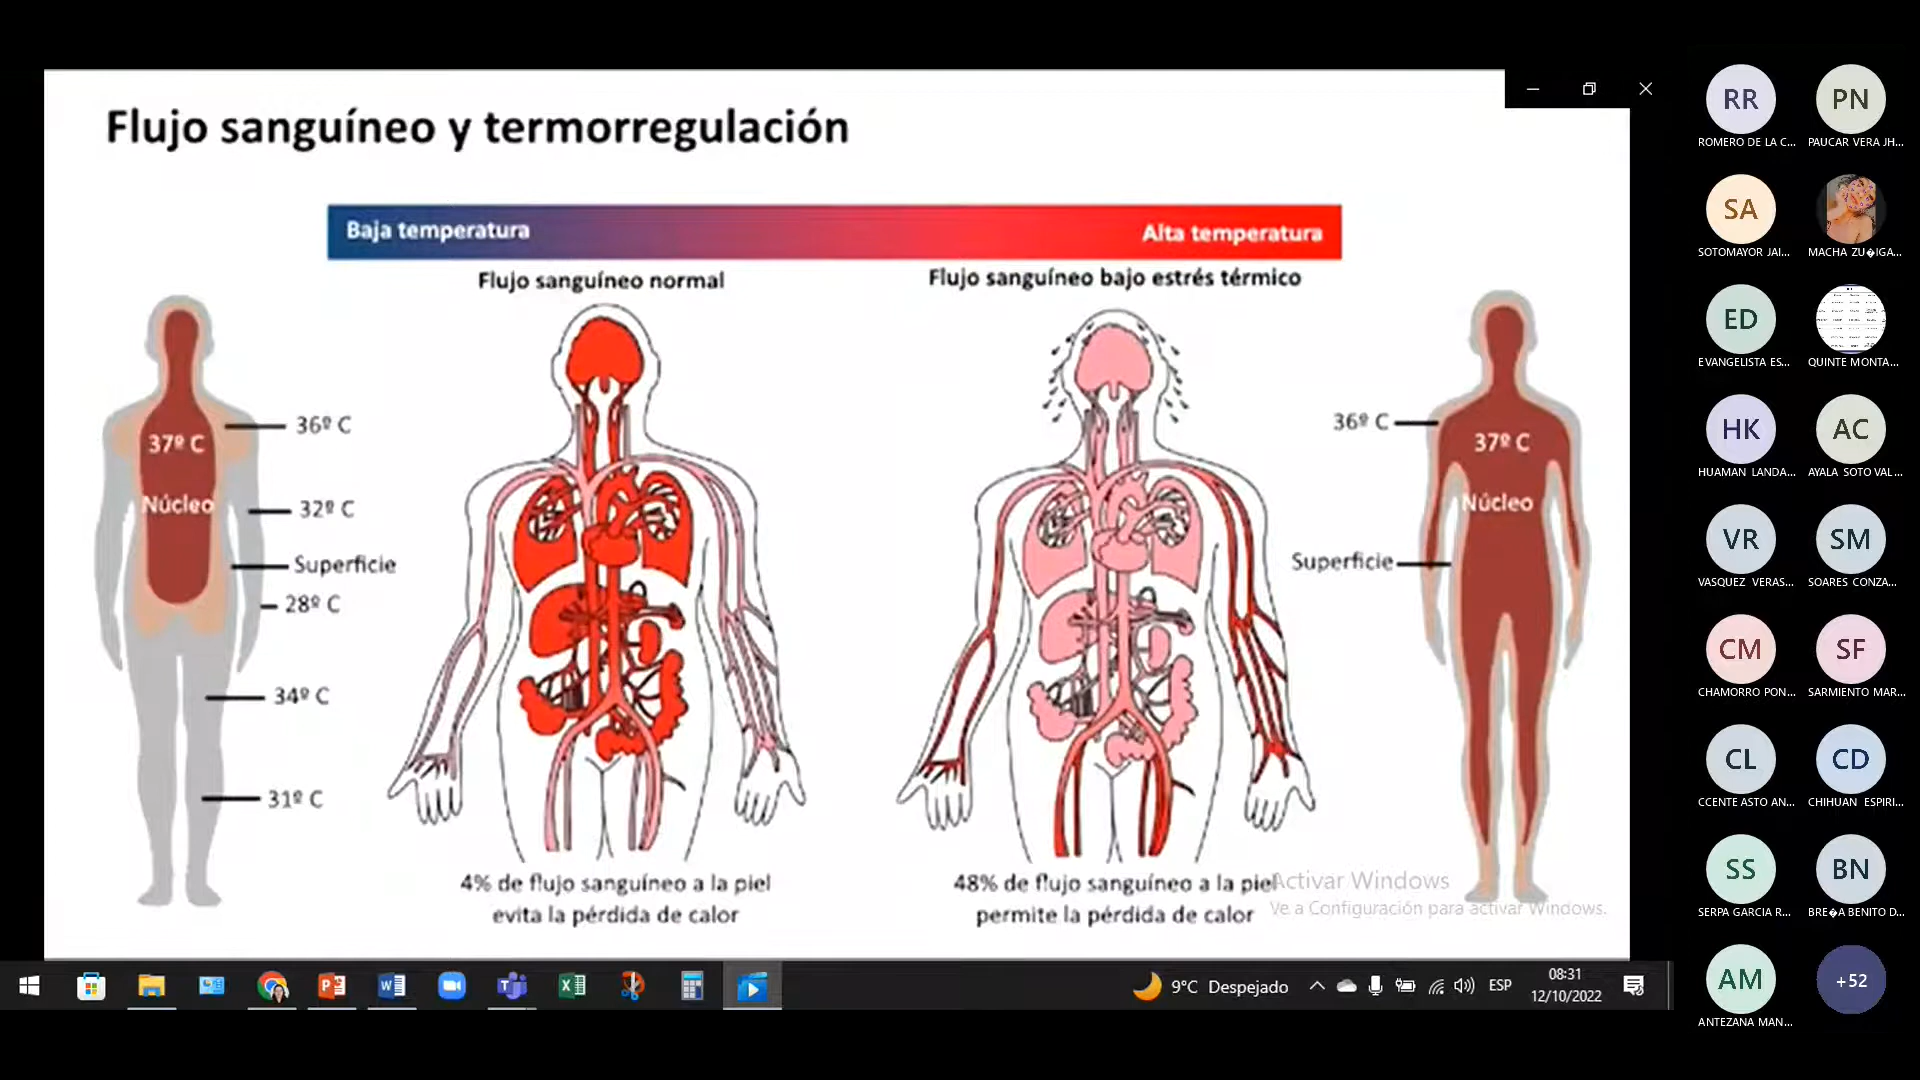 Flujo sanguíneo y termorregulación
Baja temperatura
Alta temperatura
Flujo sanguíneo normal
Flujo sanguíneo bajo estrés térmico
37º C
Núcleo
36º C
32º C
Superficie
28º C
34º C
31º C
36º C
37º C
Núcleo
Superficie
4% de flujo sanguíneo a la piel
evita la pérdida de calor
48% de flujo sanguíneo a la piel
permite la pérdida de calor
Activar Windows
Ve a Configuración para activar Windows.
9°C Despejado
ESP
08:31
12/10/2022
RR
ROMERO DE LA C...
PN
PAUCAR VERA JH...
SA
SOTOMAYOR JAI...
MACHA ZU�IGA...
ED
EVANGELISTA ES...
QUINTE MONTA...
HK
HUAMAN LANDA...
AC
AYALA SOTO VAL...
VR
VASQUEZ VERAS...
SM
SOARES CONZA...
CM
CHAMORRO PON...
SF
SARMIENTO MAR...
CL
CCENTE ASTO AN...
CD
CHIHUAN ESPIRI...
SS
SERPA GARCIA R...
BN
BRE�A BENITO D...
AM
ANTEZANA MAN...
+52